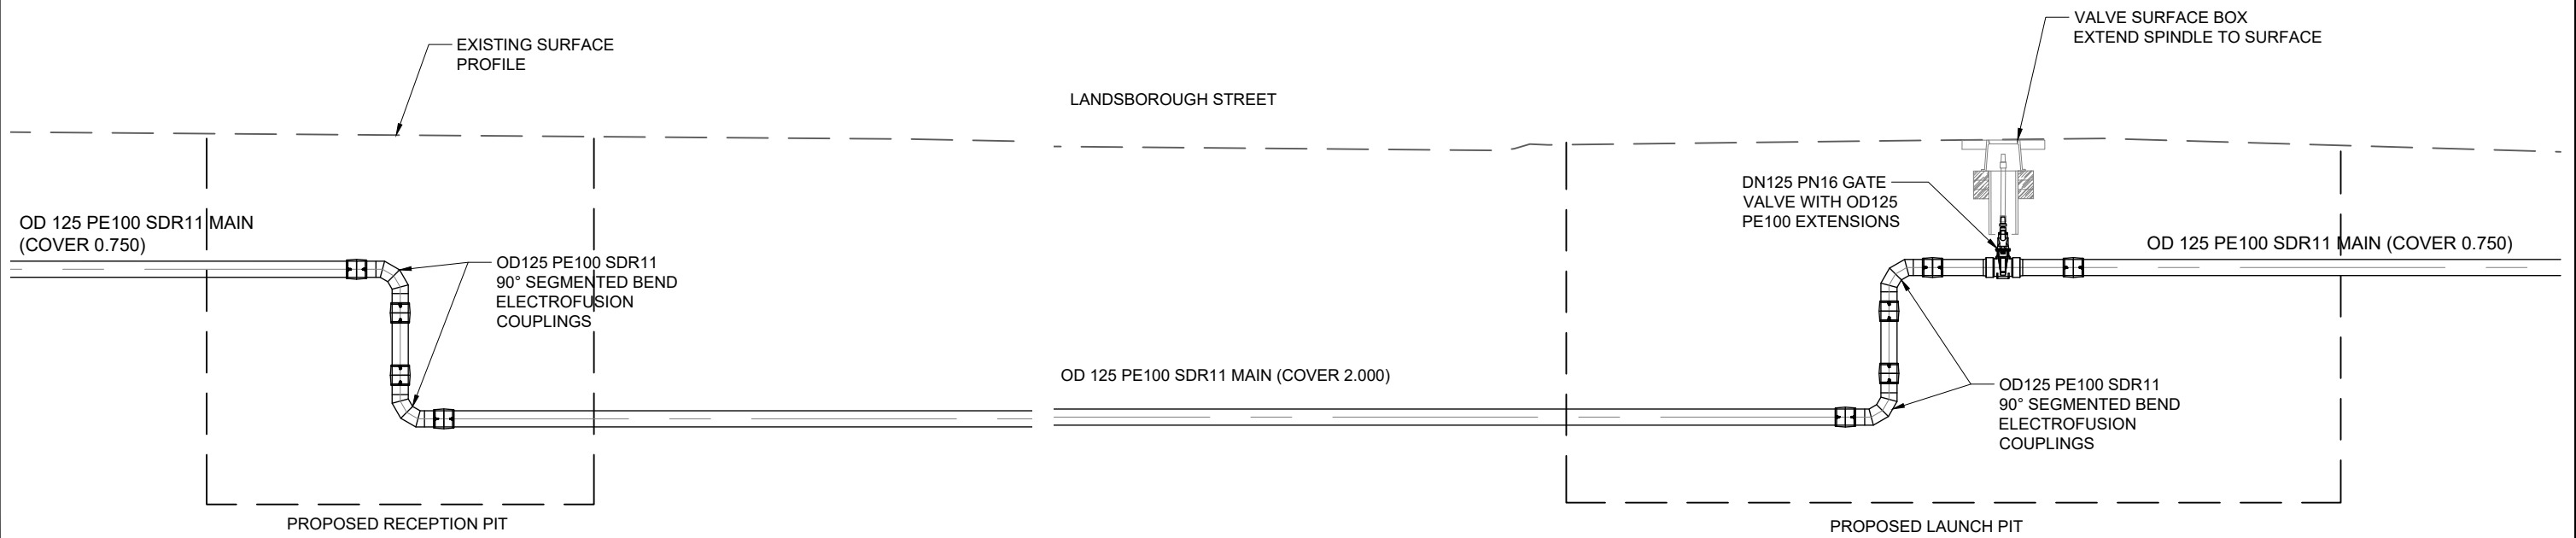 EXISTING SURFACE
PROFILE
OD 125 PE100 SDR11 MAIN
(COVER 0.750)
OD125 PE100 SDR11
90° SEGMENTED BEND
ELECTROFUSION
COUPLINGS
PROPOSED RECEPTION PIT
LANDSBOROUGH STREET
OD 125 PE100 SDR11 MAIN (COVER 2.000)
VALVE SURFACE BOX
EXTEND SPINDLE TO SURFACE
DN125 PN16 GATE
VALVE WITH OD125
PE100 EXTENSIONS
OD 125 PE100 SDR11 MAIN (COVER 0.750)
OD125 PE100 SDR11
90° SEGMENTED BEND
ELECTROFUSION
COUPLINGS
PROPOSED LAUNCH PIT